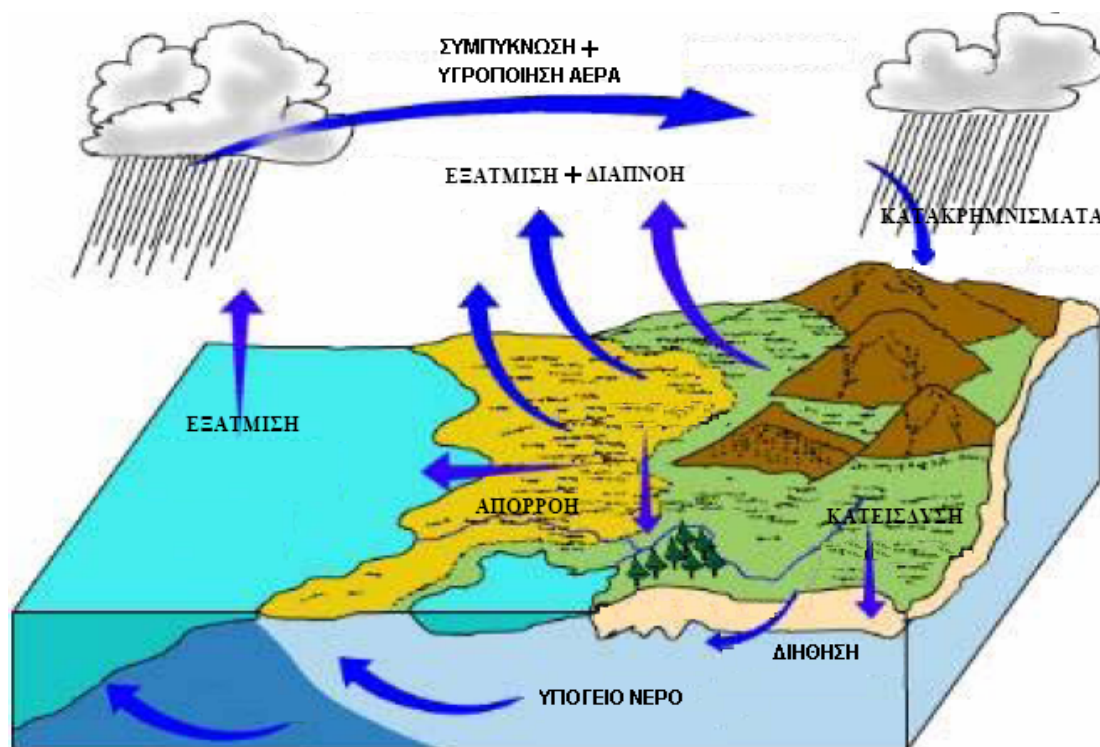 ΣΥΜΠΥΚΝΩΣΗ +
ΥΓΡΟΠΟΙΗΣΗ ΑΕΡΑ
ΕΞΑΤΜΙΣΗ + ΔΙΑΠΝΟΗ
ΚΑΤΑΚΡΗΜΝΙΣΜΑΤΑ
ΕΞΑΤΜΙΣΗ
ΑΠΟΡΡΟΗ
ΚΑΤΕΙΣΔΥΣΗ
ΔΙΗΘΗΣΗ
ΥΠΟΓΕΙΟ ΝΕΡΟ